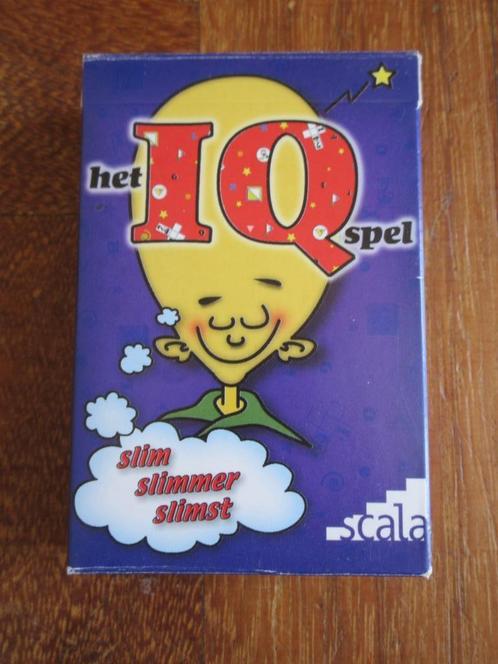 het IQ spel
slim
slimmer
slimst
scala